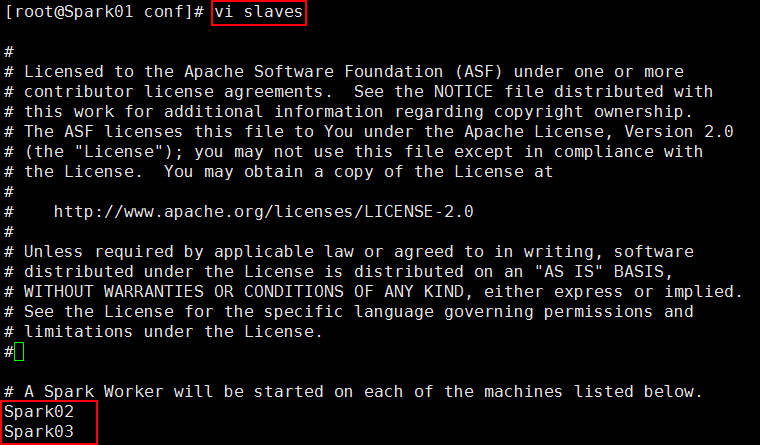 [root@Spark01 conf]# vi slaves
#
# Licensed to the Apache Software Foundation (ASF) under one or more
# contributor license agreements.  See the NOTICE file distributed with
# this work for additional information regarding copyright ownership.
# The ASF licenses this file to You under the Apache License, Version 2.0
# (the "License"); you may not use this file except in compliance with
# the License.  You may obtain a copy of the License at
#
#    http://www.apache.org/licenses/LICENSE-2.0
#
# Unless required by applicable law or agreed to in writing, software
# distributed under the License is distributed on an "AS IS" BASIS,
# WITHOUT WARRANTIES OR CONDITIONS OF ANY KIND, either express or implied.
# See the License for the specific language governing permissions and
# limitations under the License.
#
# A Spark Worker will be started on each of the machines listed below.
Spark02
Spark03